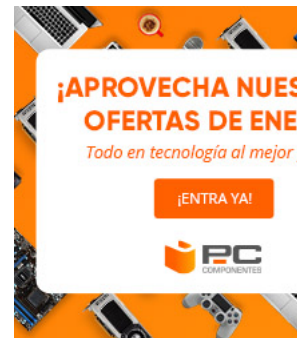 ¡APROVECHA NUES
OFERTAS DE ENE
Todo en tecnología al mejor
¡ENTRA YA!
PC
COMPONENTES